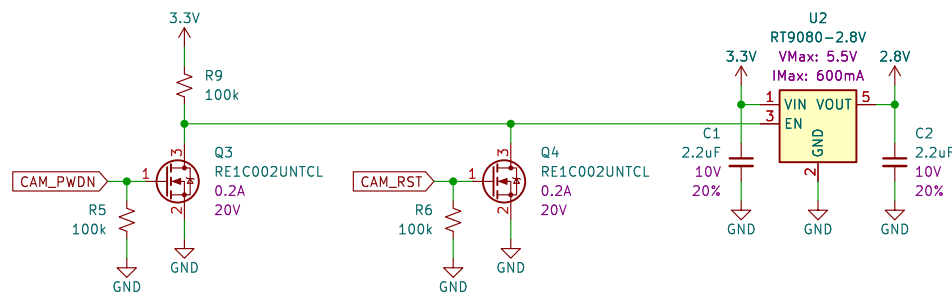 3.3V
R9
100k
Q3
RE1C002UNTCL
0.2A
20V
3
1
2
CAM_PWDN
R5
100k
GND
GND
Q4
RE1C002UNTCL
0.2A
20V
3
1
2
CAM_RST
R6
100k
GND
GND
U2
RT9080-2.8V
VMax: 5.5V
IMax: 600mA
3.3V
2.8V
1 VIN VOUT 5
3 EN
GND
2
C1
2.2uF
10V
20%
GND
GND
C2
2.2uF
10V
20%
GND